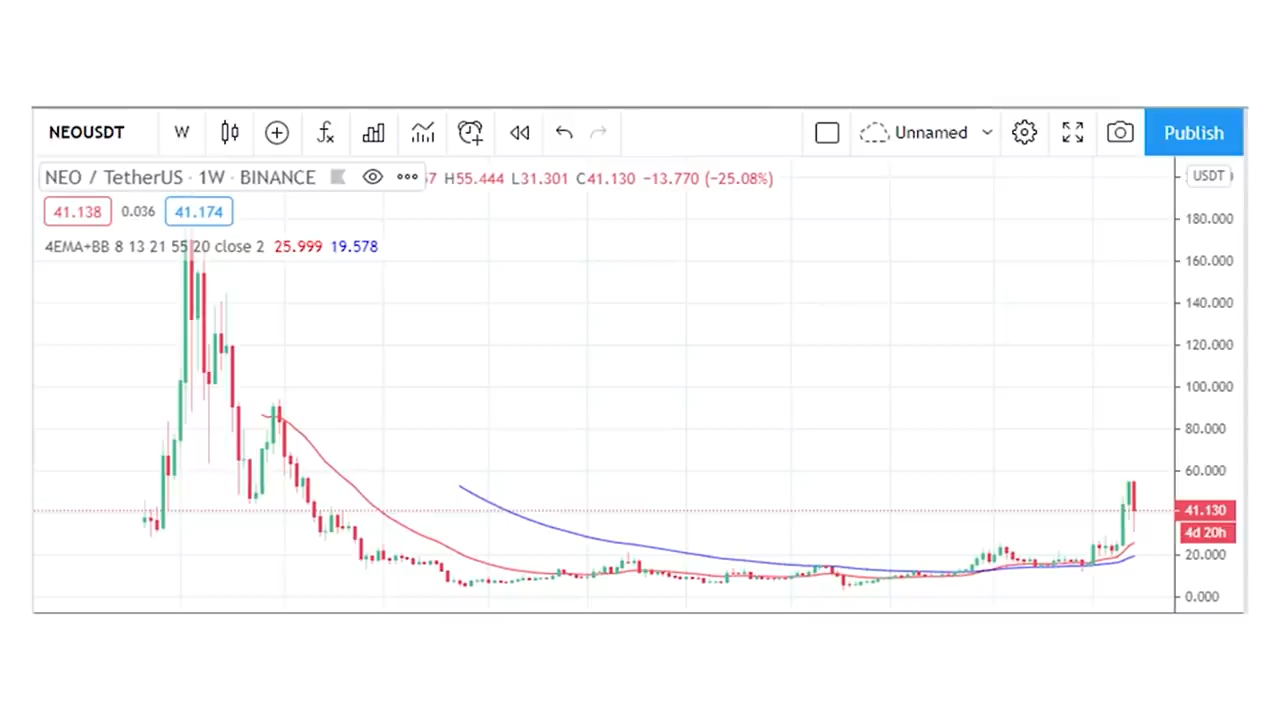 NEOUSDT W Unnamed Publish
NEO / TetherUS · 1W · BINANCE 67 H55.444 L31.301 C41.130 −13.770 (−25.08%) USDT
41.138 0.036 41.174
4EMA+BB 8 13 21 55 20 close 2 25.999 19.578
180.000
160.000
140.000
120.000
100.000
80.000
60.000
41.130
4d 20h
20.000
0.000